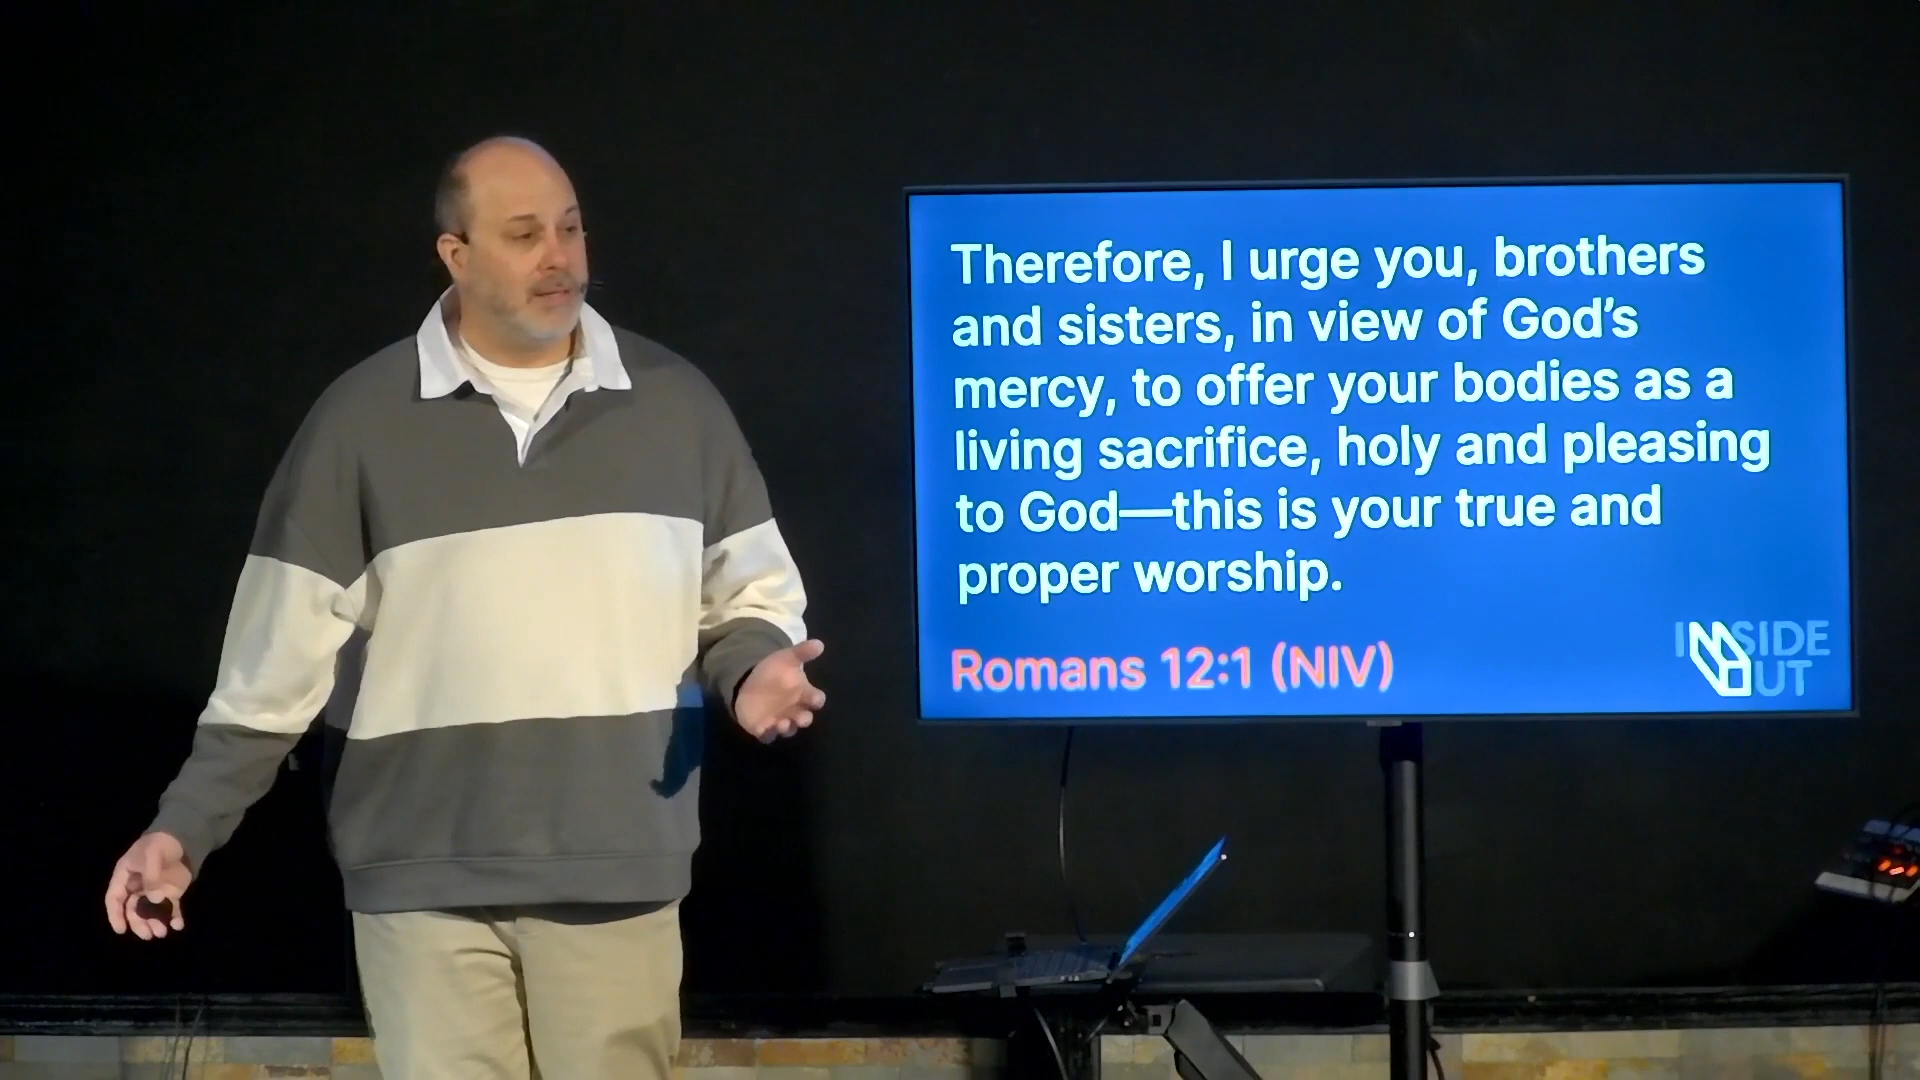 Therefore, I urge you, brothers
and sisters, in view of God’s
mercy, to offer your bodies as a
living sacrifice, holy and pleasing
to God—this is your true and
proper worship.
Romans 12:1 (NIV)
INSIDE
OUT